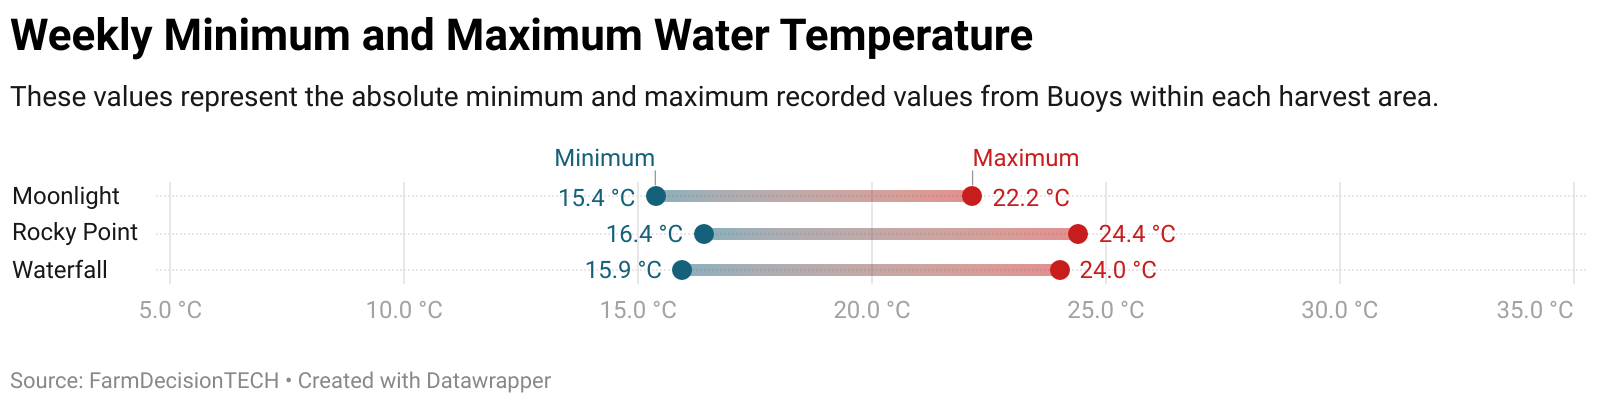 Weekly Minimum and Maximum Water Temperature
These values represent the absolute minimum and maximum recorded values from Buoys within each harvest area.
Minimum Maximum
Moonlight 15.4 °C 22.2 °C
Rocky Point 16.4 °C 24.4 °C
Waterfall 15.9 °C 24.0 °C
5.0 °C 10.0 °C 15.0 °C 20.0 °C 25.0 °C 30.0 °C 35.0 °C
Source: FarmDecisionTECH • Created with Datawrapper